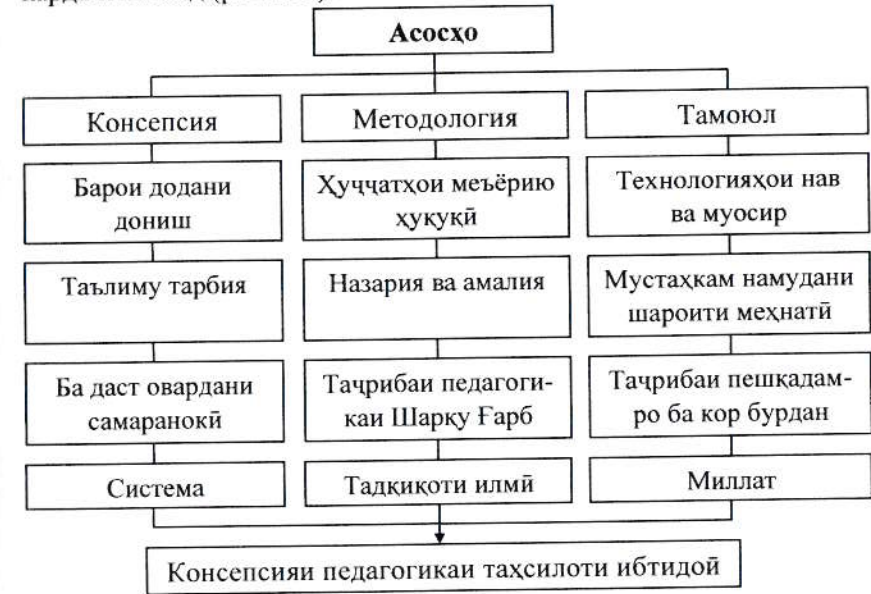 Асосҳо
Консепсия
Методология
Тамоюл
Барои додани
дониш
Ҳуҷҷатҳои меъёрию
ҳуқуқӣ
Технологияҳои нав
ва муосир
Таълиму тарбия
Назария ва амалия
Мустаҳкам намудани
шароити меҳнатӣ
Ба даст овардани
самаранокӣ
Таҷрибаи педагоги-
каи Шарқу Ғарб
Таҷрибаи пешқадам-
ро ба кор бурдан
Система
Тадқиқоти илмӣ
Миллат
Консепсияи педагогикаи таҳсилоти ибтидоӣ